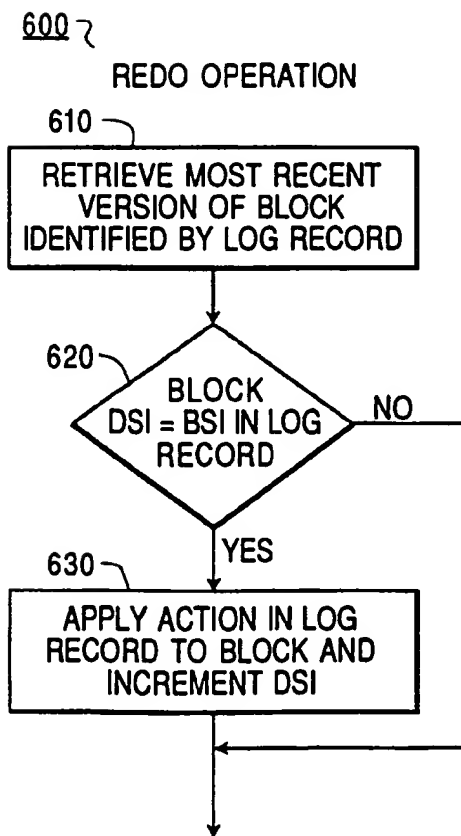 600
REDO OPERATION
610
RETRIEVE MOST RECENT
VERSION OF BLOCK
IDENTIFIED BY LOG RECORD
620
BLOCK
DSI = BSI IN LOG
RECORD
NO
YES
630
APPLY ACTION IN LOG
RECORD TO BLOCK AND
INCREMENT DSI